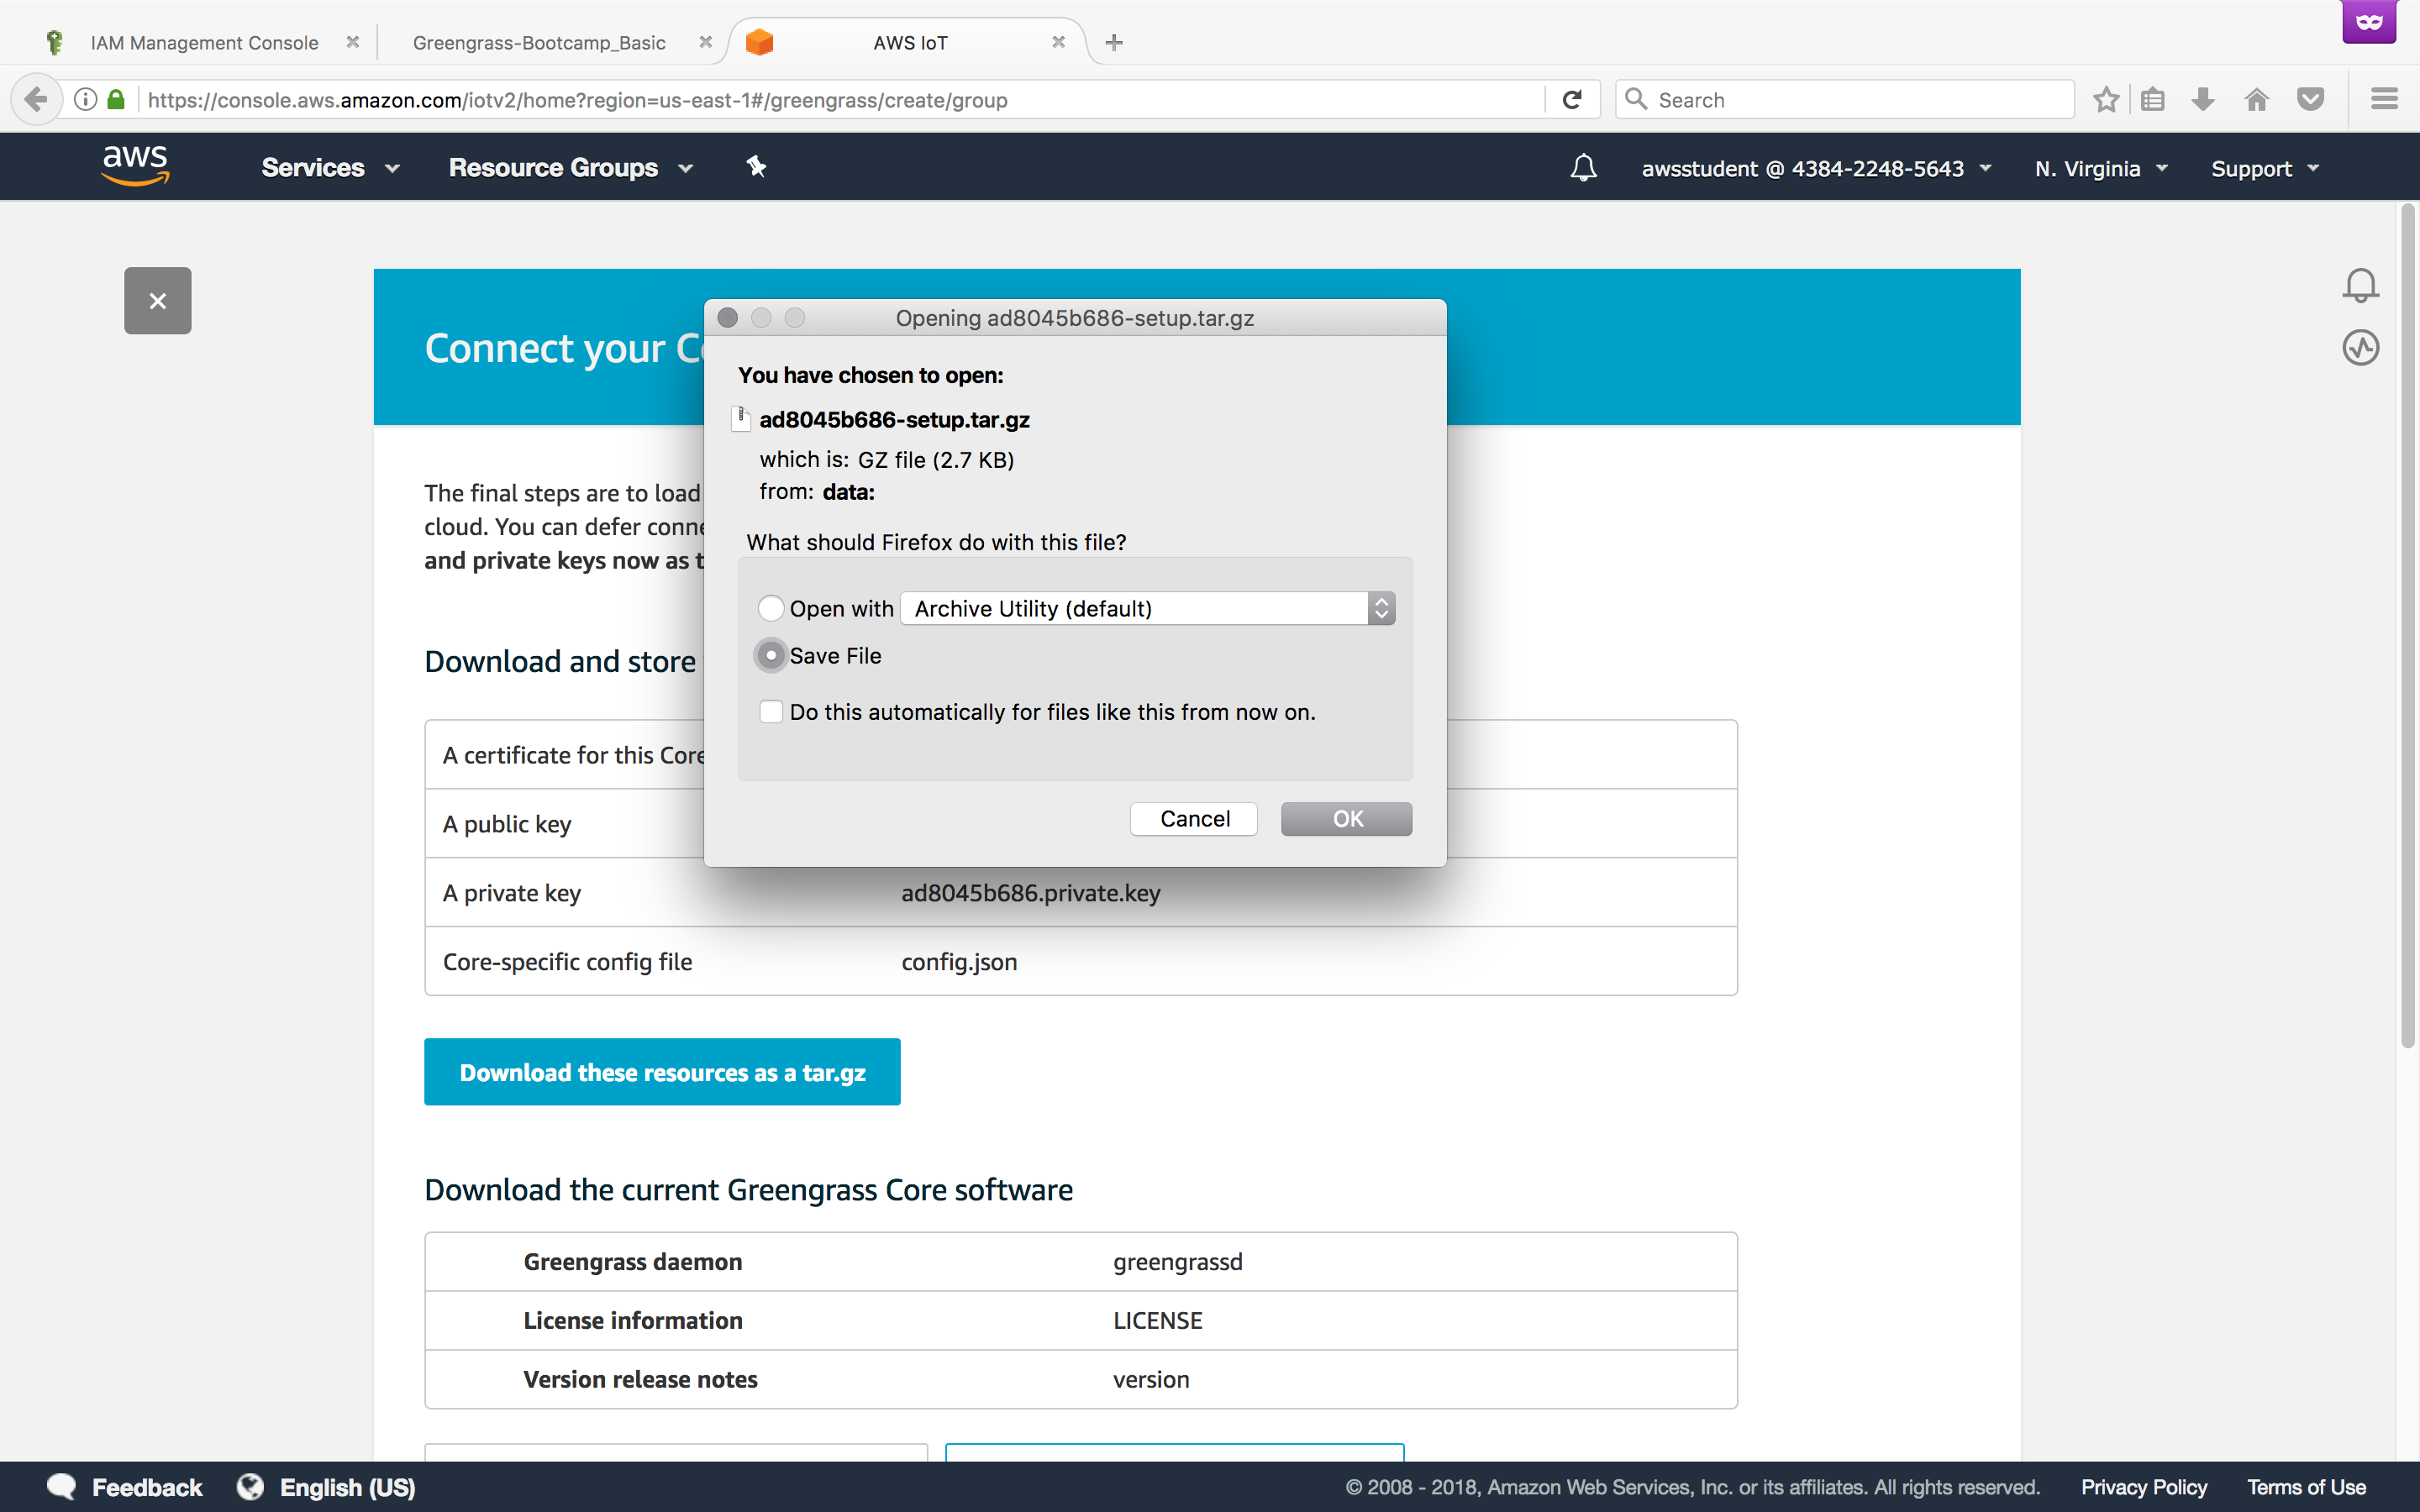 IAM Management Console
Greengrass-Bootcamp_Basic
AWS IoT
https://console.aws.amazon.com/iotv2/home?region=us-east-1#/greengrass/create/group
Search
aws
Services
Resource Groups
awsstudent @ 4384-2248-5643
N. Virginia
Support
Connect your C
Opening ad8045b686-setup.tar.gz
You have chosen to open:
ad8045b686-setup.tar.gz
which is: GZ file (2.7 KB)
from: data:
What should Firefox do with this file?
Open with Archive Utility (default)
Save File
Do this automatically for files like this from now on.
Cancel
OK
The final steps are to load
cloud. You can defer conne
and private keys now as t
Download and store
A certificate for this Core
A public key
A private key ad8045b686.private.key
Core-specific config file config.json
Download these resources as a tar.gz
Download the current Greengrass Core software
Greengrass daemon greengrassd
License information LICENSE
Version release notes version
Feedback
English (US)
© 2008 - 2018, Amazon Web Services, Inc. or its affiliates. All rights reserved.
Privacy Policy
Terms of Use